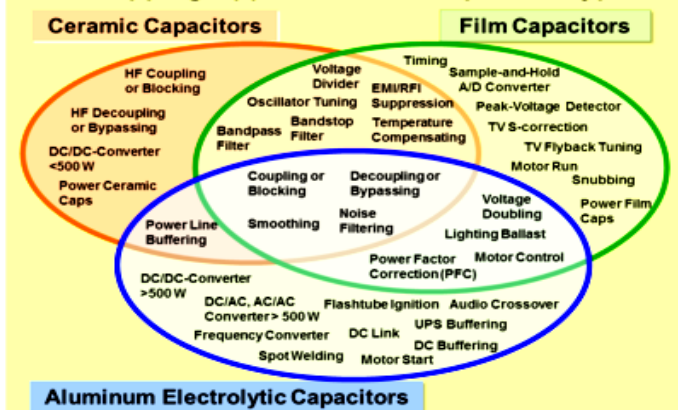 Ceramic Capacitors
Film Capacitors
HF Coupling
or Blocking
HF Decoupling
or Bypassing
DC/DC-Converter
<500 W
Power Ceramic
Caps
Voltage
Divider
EMI/RFI
Suppression
Oscillator Tuning
Bandpass
Filter
Bandstop
Filter
Temperature
Compensating
Timing
Sample-and-Hold
A/D Converter
Peak-Voltage Detector
TV S-correction
TV Flyback Tuning
Motor Run
Snubbing
Power Film
Caps
Coupling or
Blocking
Decoupling or
Bypassing
Smoothing
Noise
Filtering
Power Line
Buffering
Voltage
Doubling
Lighting Ballast
Power Factor
Correction (PFC)
Motor Control
DC/DC-Converter
>500 W
DC/AC, AC/AC
Converter > 500 W
Flashtube Ignition
Audio Crossover
Frequency Converter
DC Link
UPS Buffering
DC Buffering
Spot Welding
Motor Start
Aluminum Electrolytic Capacitors